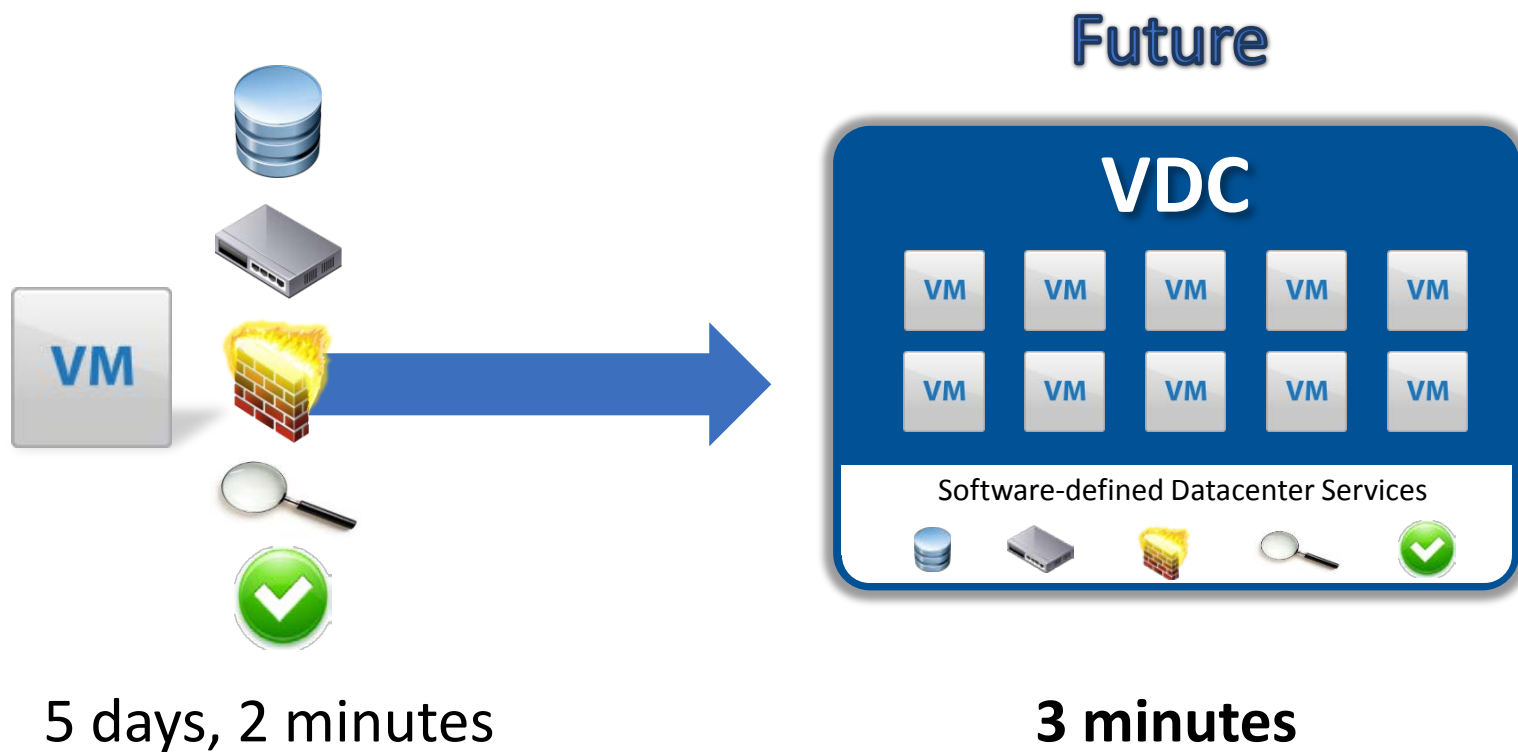 Future
VDC
VM
VM VM VM VM VM
VM VM VM VM VM
Software-defined Datacenter Services
5 days, 2 minutes
3 minutes